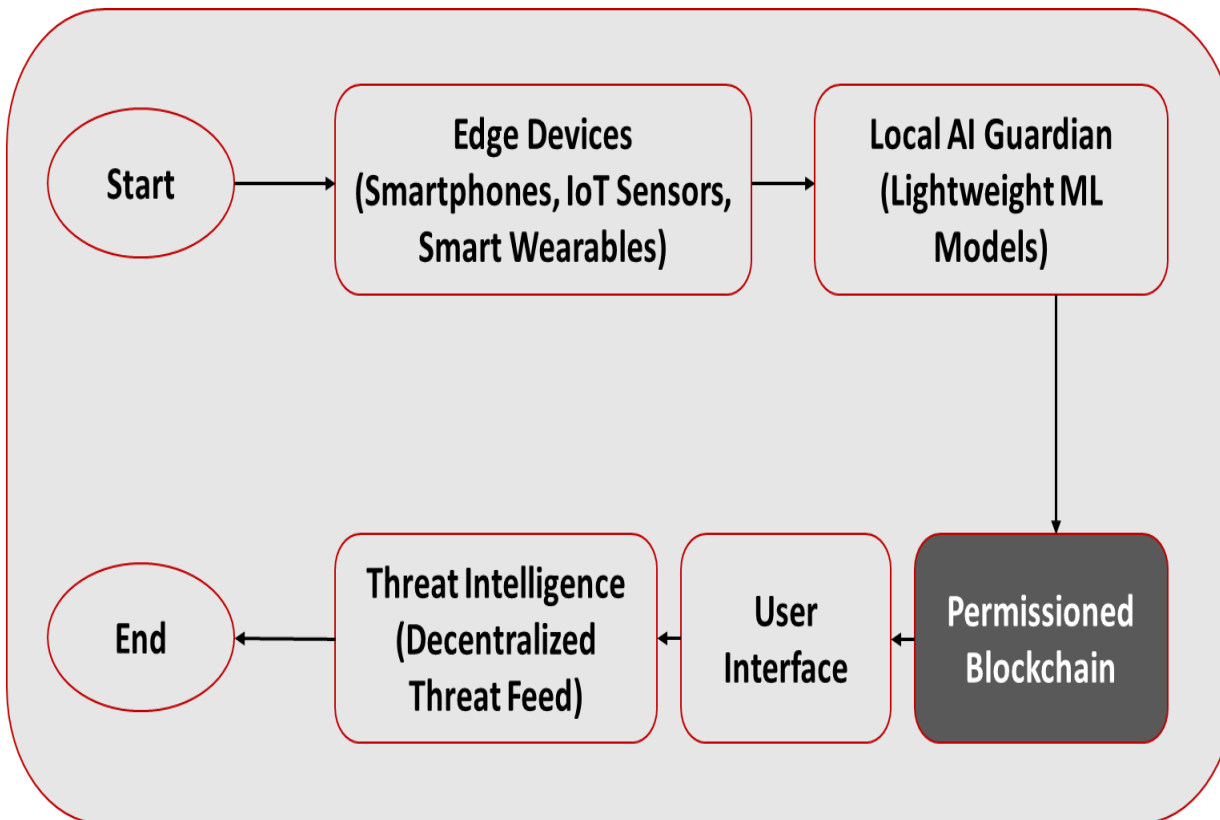 Start
Edge Devices
(Smartphones, IoT Sensors,
Smart Wearables)
Local AI Guardian
(Lightweight ML
Models)
Permissioned
Blockchain
User
Interface
Threat Intelligence
(Decentralized
Threat Feed)
End